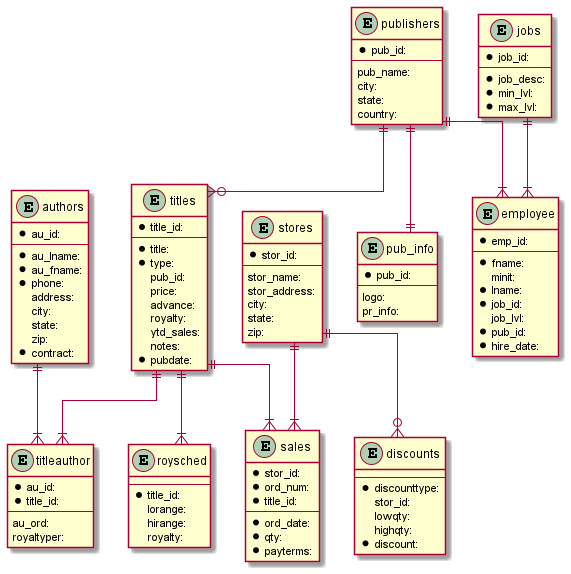 E publishers
pub_id:
pub_name:
city:
state:
country:
E jobs
job_id:
job_desc:
min_lvl:
max_lvl:
E authors
au_id:
au_lname:
au_fname:
phone:
address:
city:
state:
zip:
contract:
E titles
title_id:
title:
type:
pub_id:
price:
advance:
royalty:
ytd_sales:
notes:
pubdate:
E stores
stor_id:
stor_name:
stor_address:
city:
state:
zip:
E pub_info
pub_id:
logo:
pr_info:
E employee
emp_id:
fname:
minit:
lname:
job_id:
job_lvl:
pub_id:
hire_date:
E titleauthor
au_id:
title_id:
au_ord:
royaltyper:
E roysched
title_id:
lorange:
hirange:
royalty:
E sales
stor_id:
ord_num:
title_id:
ord_date:
qty:
payterms:
E discounts
discounttype:
stor_id:
lowqty:
highqty:
discount: